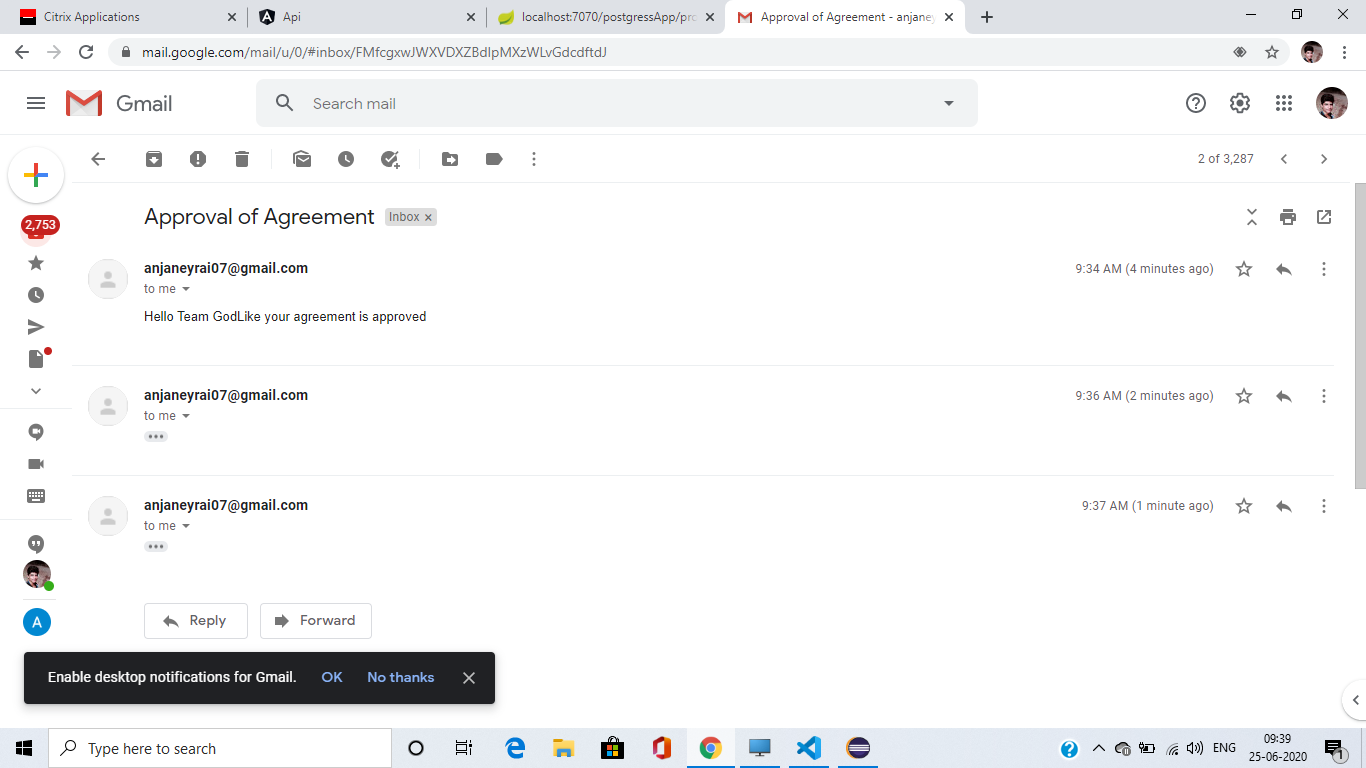 Citrix Applications
Api
localhost:7070/postgressApp/pro
Approval of Agreement - anjaney
mail.google.com/mail/u/0/#inbox/FMfcgxwJWXVDXZBdIpMXzWLvGdcdftdJ
Gmail
Search mail
2 of 3,287
2,753
Approval of Agreement
Inbox ×
anjaneyrai07@gmail.com
9:34 AM (4 minutes ago)
to me
Hello Team GodLike your agreement is approved
anjaneyrai07@gmail.com
9:36 AM (2 minutes ago)
to me
anjaneyrai07@gmail.com
9:37 AM (1 minute ago)
to me
A
Reply
Forward
Enable desktop notifications for Gmail.
OK
No thanks
Type here to search
ENG
09:39
25-06-2020
1